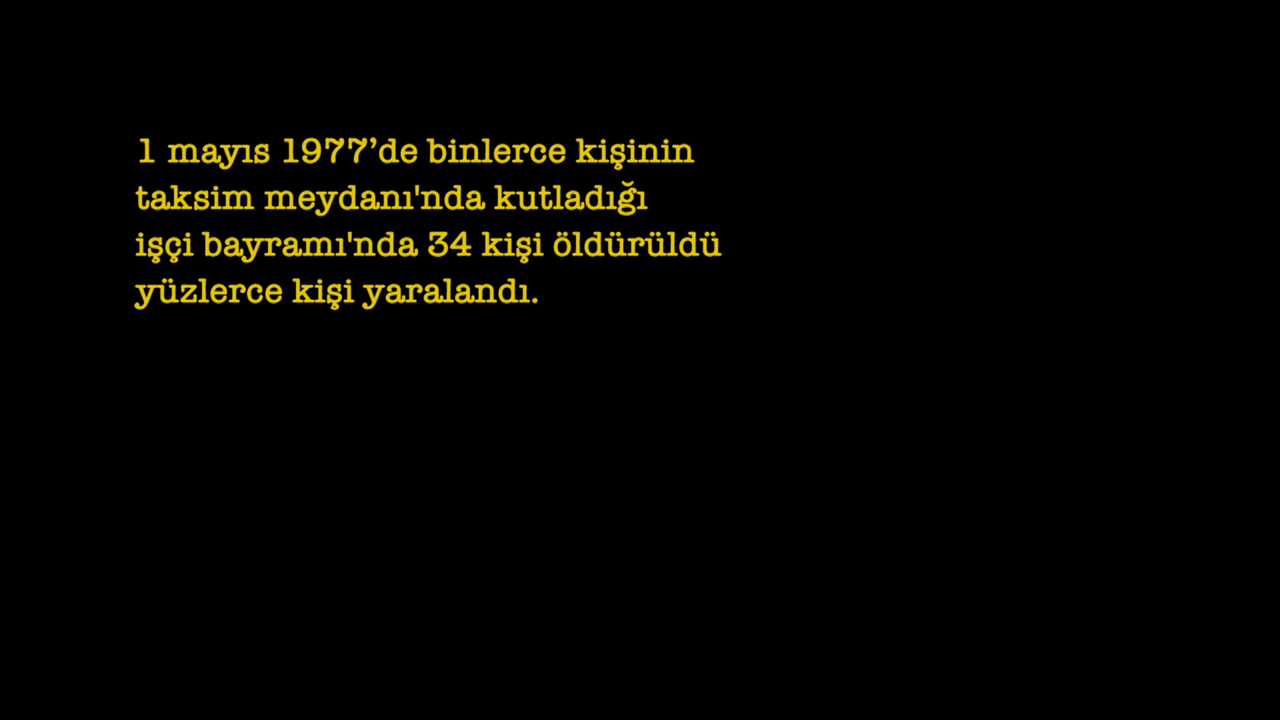 1 mayıs 1977’de binlerce kişinin
taksim meydanı'nda kutladığı
işçi bayramı'nda 34 kişi öldürüldü
yüzlerce kişi yaralandı.